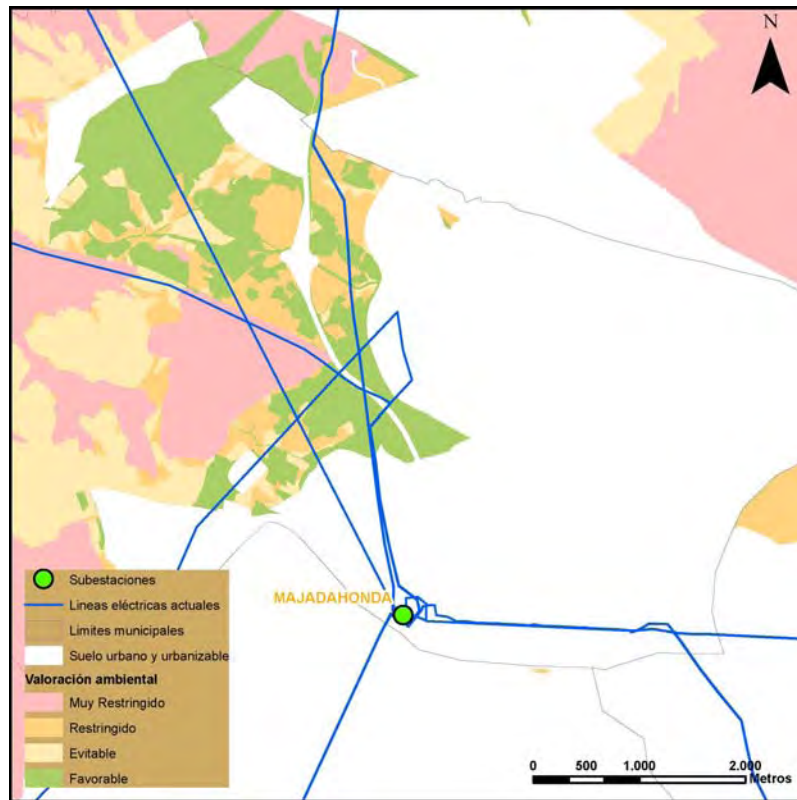 N
MAJADAHONDA
Subestaciones
Lineas eléctricas actuales
Limites municipales
Suelo urbano y urbanizable
Valoración ambiental
Muy Restringido
Restringido
Evitable
Favorable
0 500 1.000 2.000
Metros